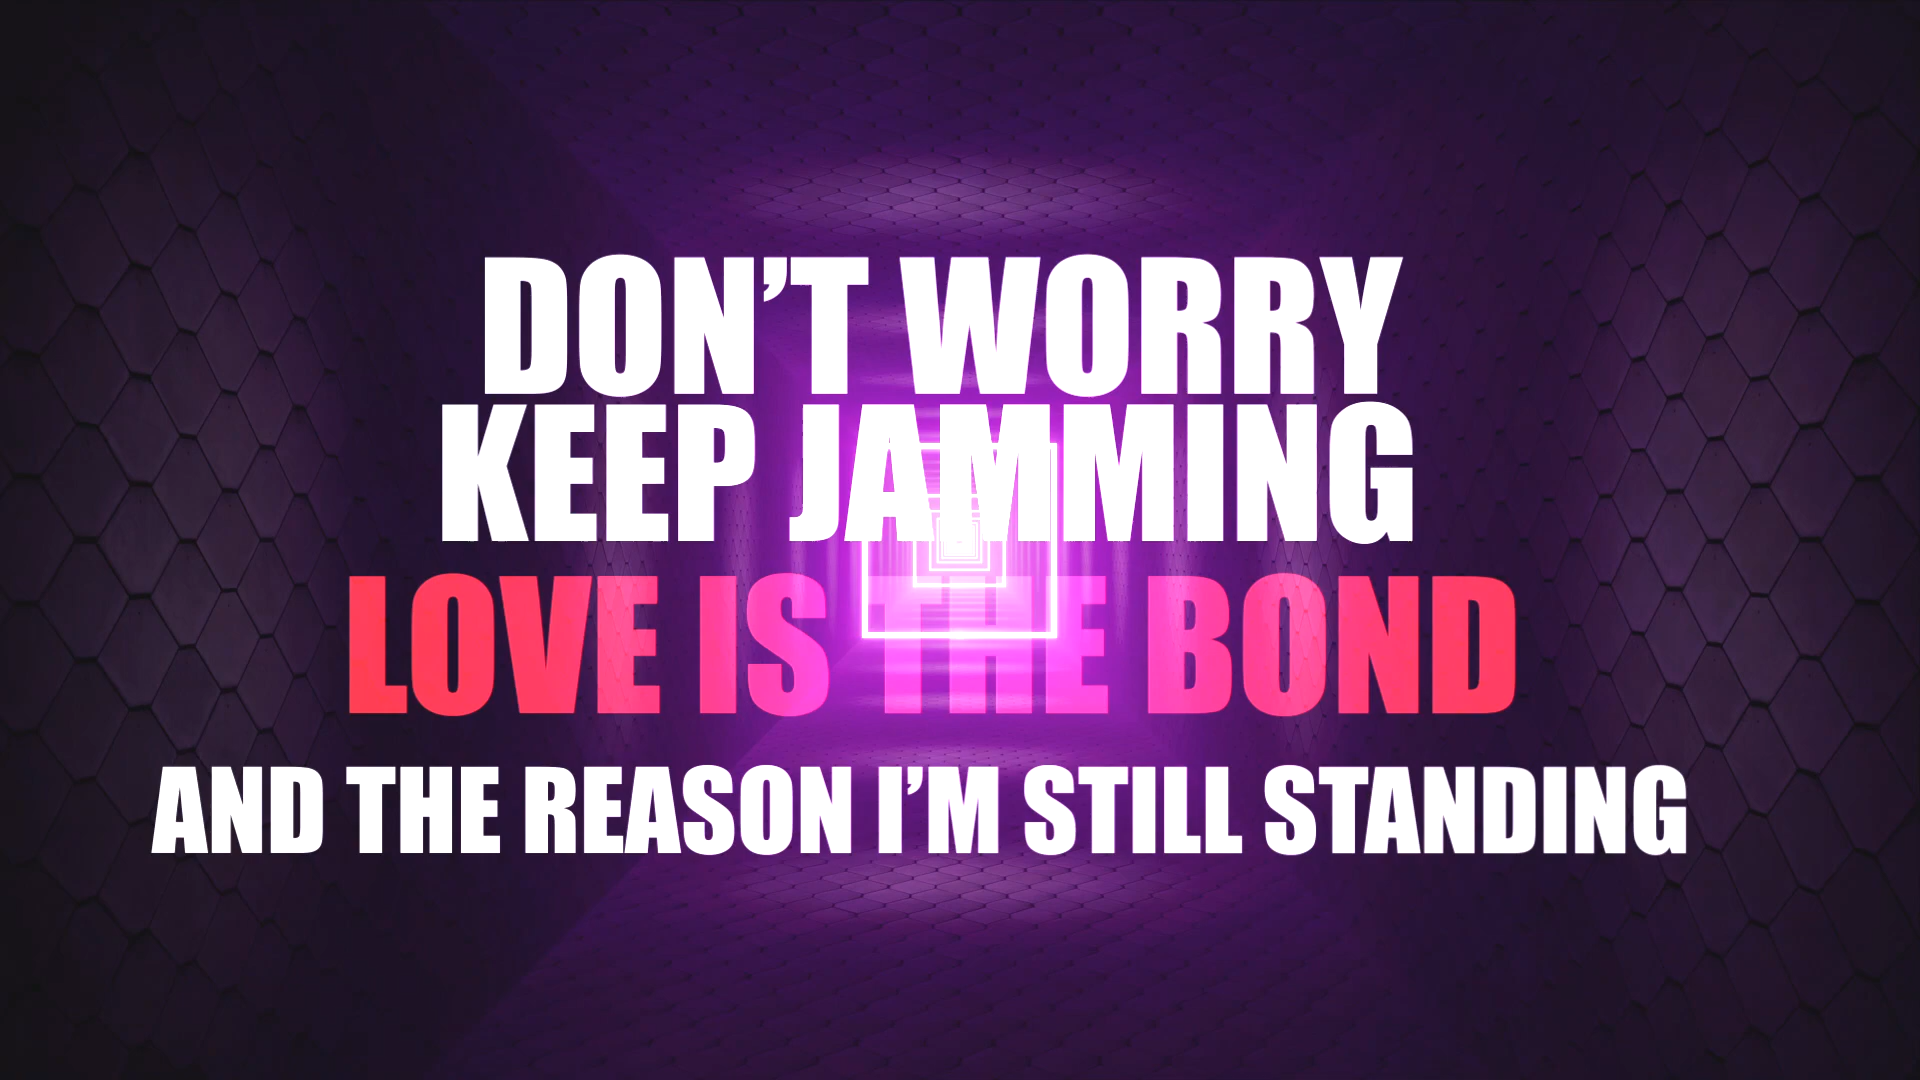 DON’T WORRY
KEEP JAMMING
LOVE IS THE BOND
AND THE REASON I’M STILL STANDING